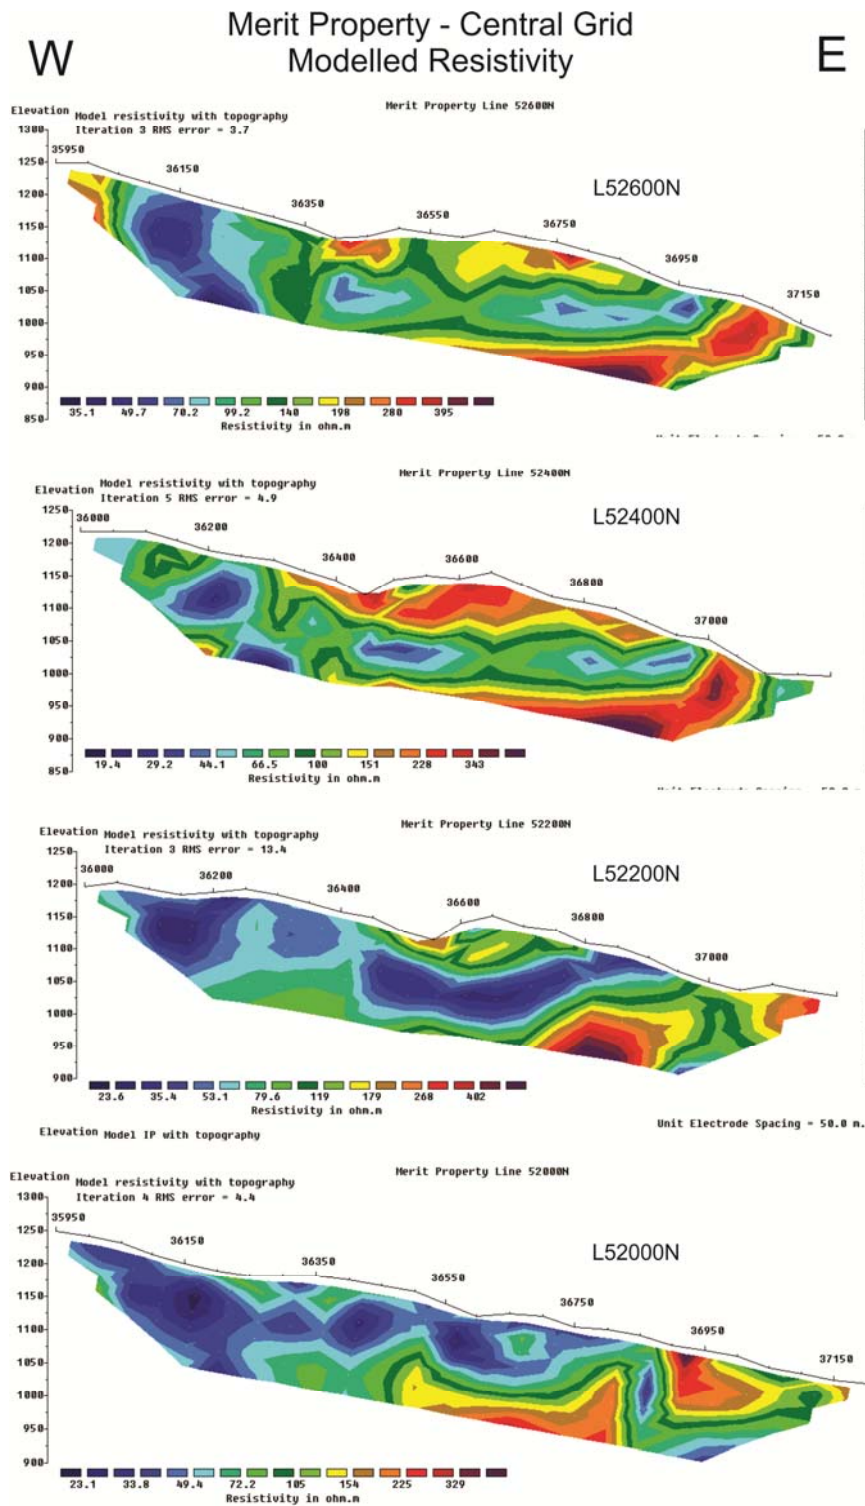 Merit Property - Central Grid
W
Modelled Resistivity
E
Merit Property Line 52600N
Elevation
Model resistivity with topography
Iteration 3 RMS error = 3.7
L52600N
1300
1250
1200
1150
1100
1050
1000
950
900
850
35950
36150
36350
36550
36750
36950
37150
35.1 49.7 70.2 99.2 140 198 280 395
Resistivity in ohm.m
Merit Property Line 52400N
Elevation
Model resistivity with topography
Iteration 5 RMS error = 4.9
L52400N
1250
1200
1150
1100
1050
1000
950
900
850
36000
36200
36400
36600
36800
37000
19.4 29.2 44.1 66.5 100 151 228 343
Resistivity in ohm.m
Merit Property Line 52200N
Elevation
Model resistivity with topography
Iteration 3 RMS error = 13.4
L52200N
1250
1200
1150
1100
1050
1000
950
900
36000
36200
36400
36600
36800
37000
23.6 35.4 53.1 79.6 119 179 268 402
Resistivity in ohm.m
Unit Electrode Spacing = 50.0 m.
Elevation Model IP with topography
Merit Property Line 52000N
Elevation
Model resistivity with topography
Iteration 4 RMS error = 4.4
L52000N
1300
1250
1200
1150
1100
1050
1000
950
900
35950
36150
36350
36550
36750
36950
37150
23.1 33.8 49.4 72.2 105 154 225 329
Resistivity in ohm.m